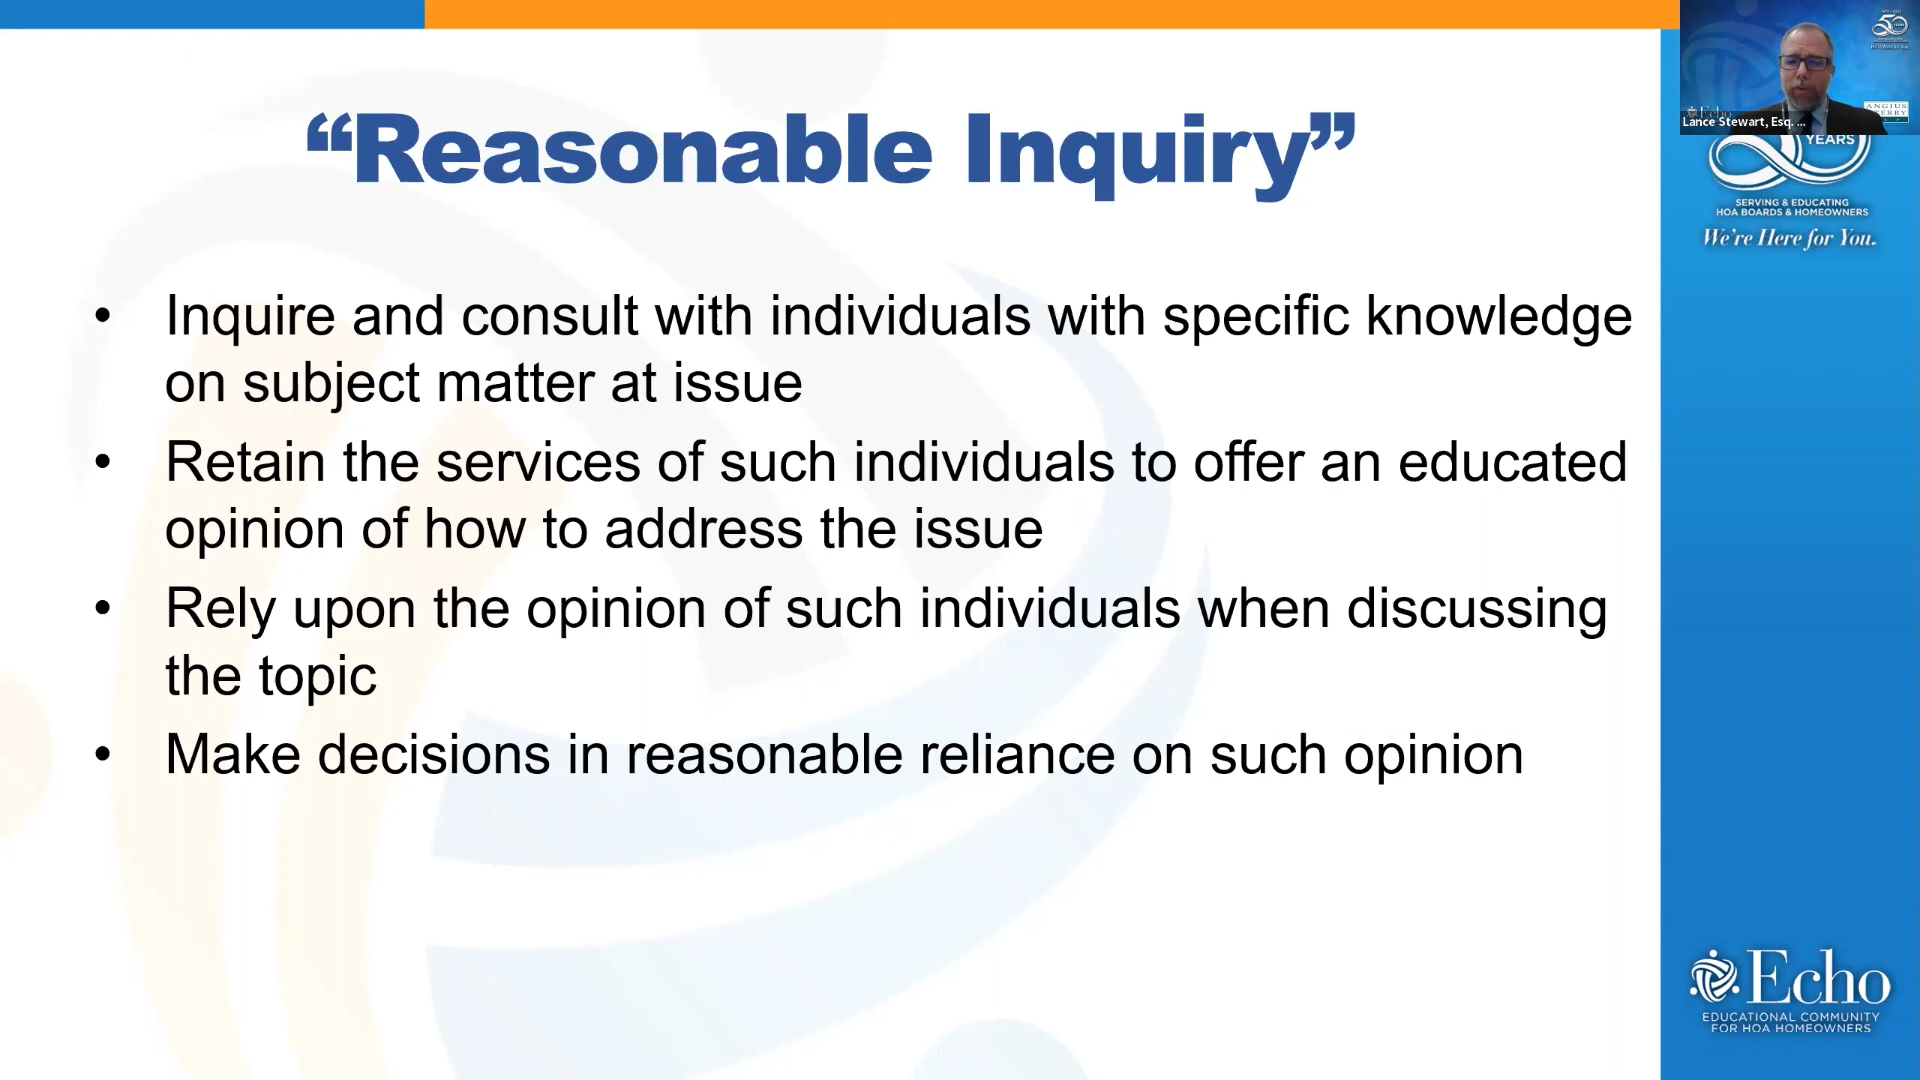 “Reasonable Inquiry”
• Inquire and consult with individuals with specific knowledge
on subject matter at issue
• Retain the services of such individuals to offer an educated
opinion of how to address the issue
• Rely upon the opinion of such individuals when discussing
the topic
• Make decisions in reasonable reliance on such opinion
50
Echo
ANGIUS
Lance Stewart, Esq. ...
YEARS
SERVING & EDUCATING
HOA BOARDS & HOMEOWNERS
We're Here for You.
Echo
EDUCATIONAL COMMUNITY
FOR HOA HOMEOWNERS